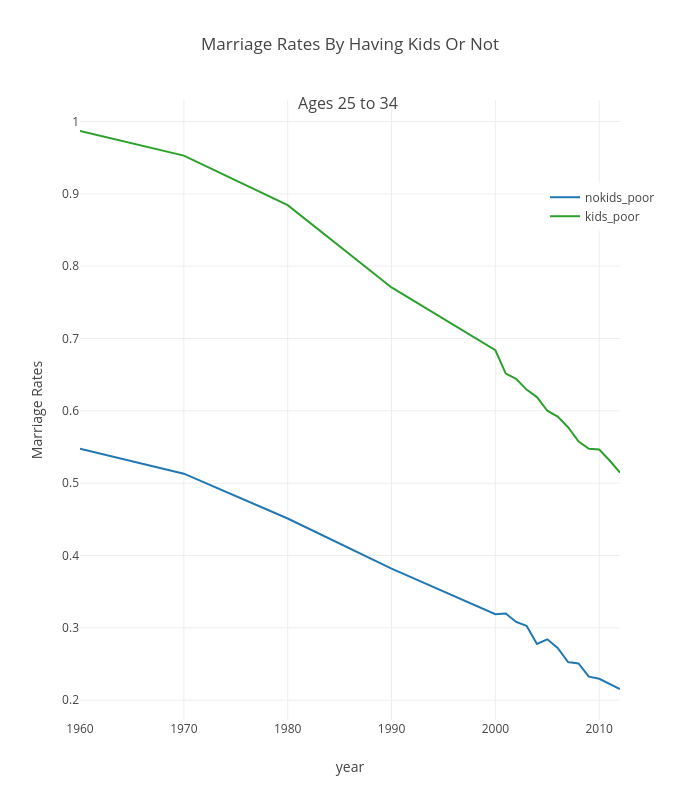 Marriage Rates By Having Kids Or Not
Ages 25 to 34
1
0.9
0.8
0.7
0.6
0.5
0.4
0.3
0.2
Marriage Rates
nokids_poor
kids_poor
1960 1970 1980 1990 2000 2010
year